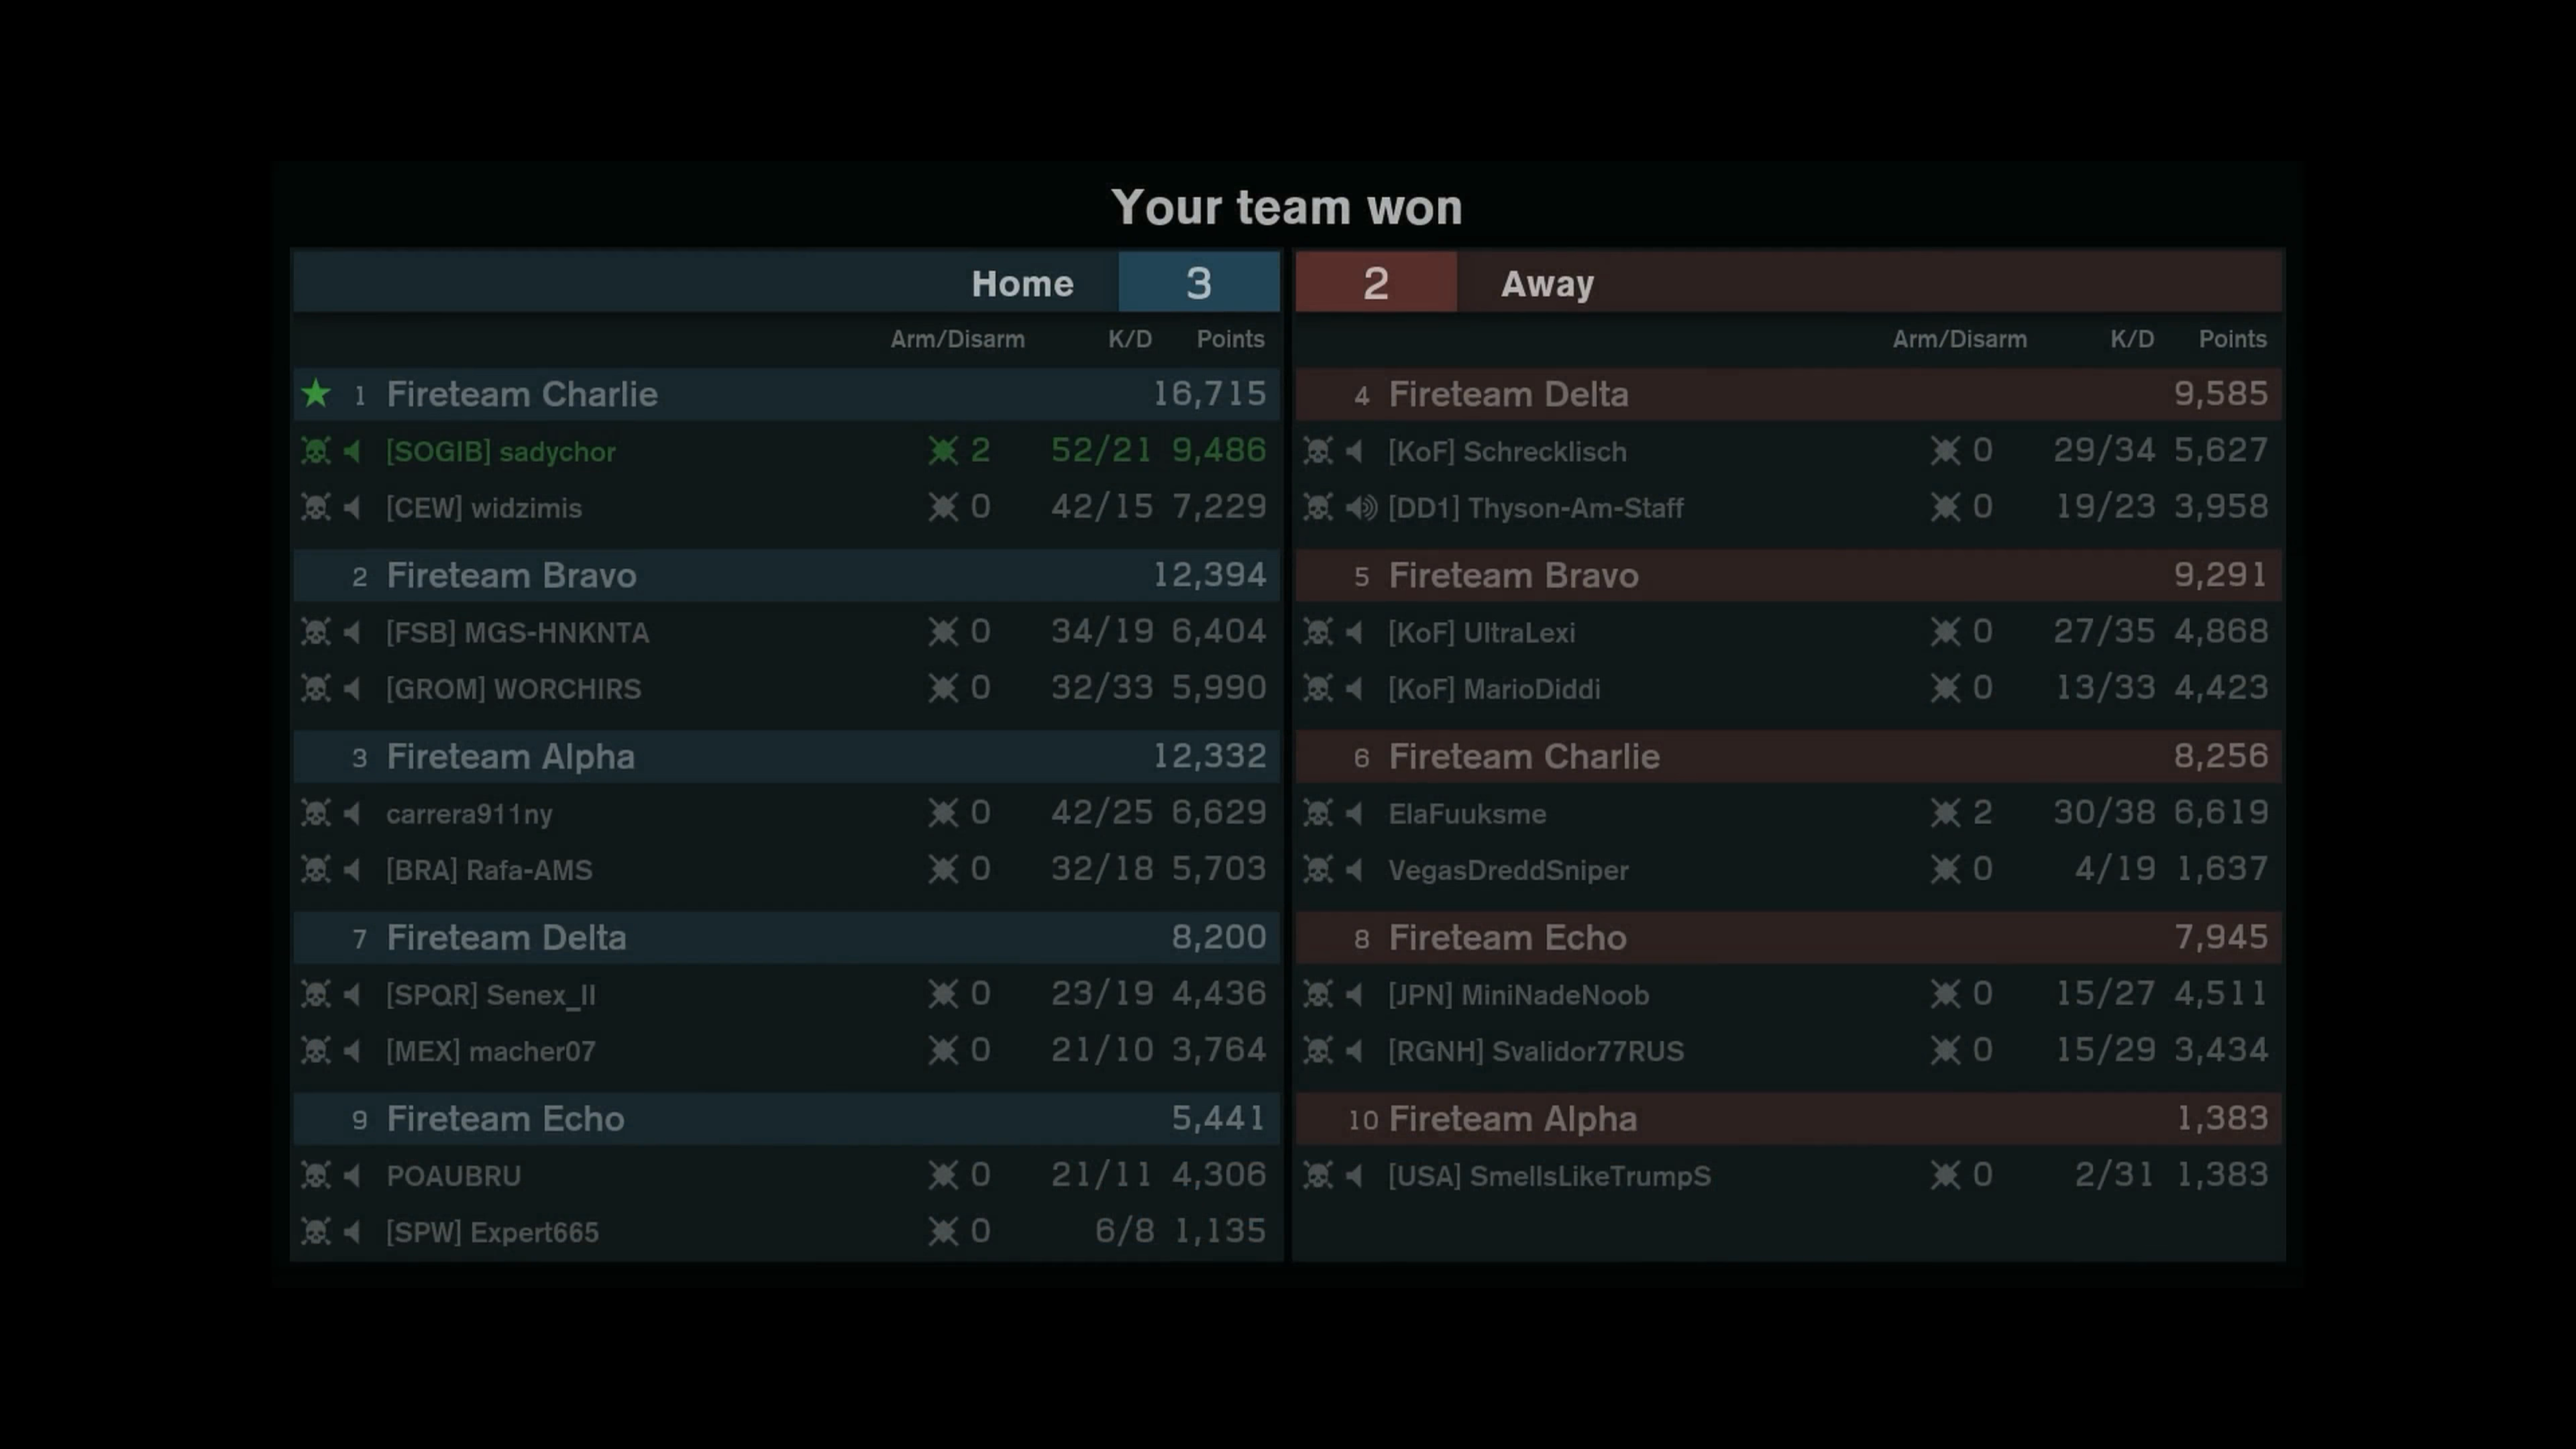 Your team won
Home 3
Arm/Disarm K/D Points
1 Fireteam Charlie 16,715
[SOGIB] sadychor 2 52/21 9,486
[CEW] widzimis 0 42/15 7,229
2 Fireteam Bravo 12,394
[FSB] MGS-HNKNTA 0 34/19 6,404
[GROM] WORCHIRS 0 32/33 5,990
3 Fireteam Alpha 12,332
carrera911ny 0 42/25 6,629
[BRA] Rafa-AMS 0 32/18 5,703
7 Fireteam Delta 8,200
[SPQR] Senex_II 0 23/19 4,436
[MEX] macher07 0 21/10 3,764
9 Fireteam Echo 5,441
POAUBRU 0 21/11 4,306
[SPW] Expert665 0 6/8 1,135
2 Away
Arm/Disarm K/D Points
4 Fireteam Delta 9,585
[KoF] Schrecklisch 0 29/34 5,627
[DD1] Thyson-Am-Staff 0 19/23 3,958
5 Fireteam Bravo 9,291
[KoF] UltraLexi 0 27/35 4,868
[KoF] MarioDiddi 0 13/33 4,423
6 Fireteam Charlie 8,256
ElaFuuksme 2 30/38 6,619
VegasDreddSniper 0 4/19 1,637
8 Fireteam Echo 7,945
[JPN] MiniNadeNoob 0 15/27 4,511
[RGNH] Svalidor77RUS 0 15/29 3,434
10 Fireteam Alpha 1,383
[USA] SmellsLikeTrumpS 0 2/31 1,383